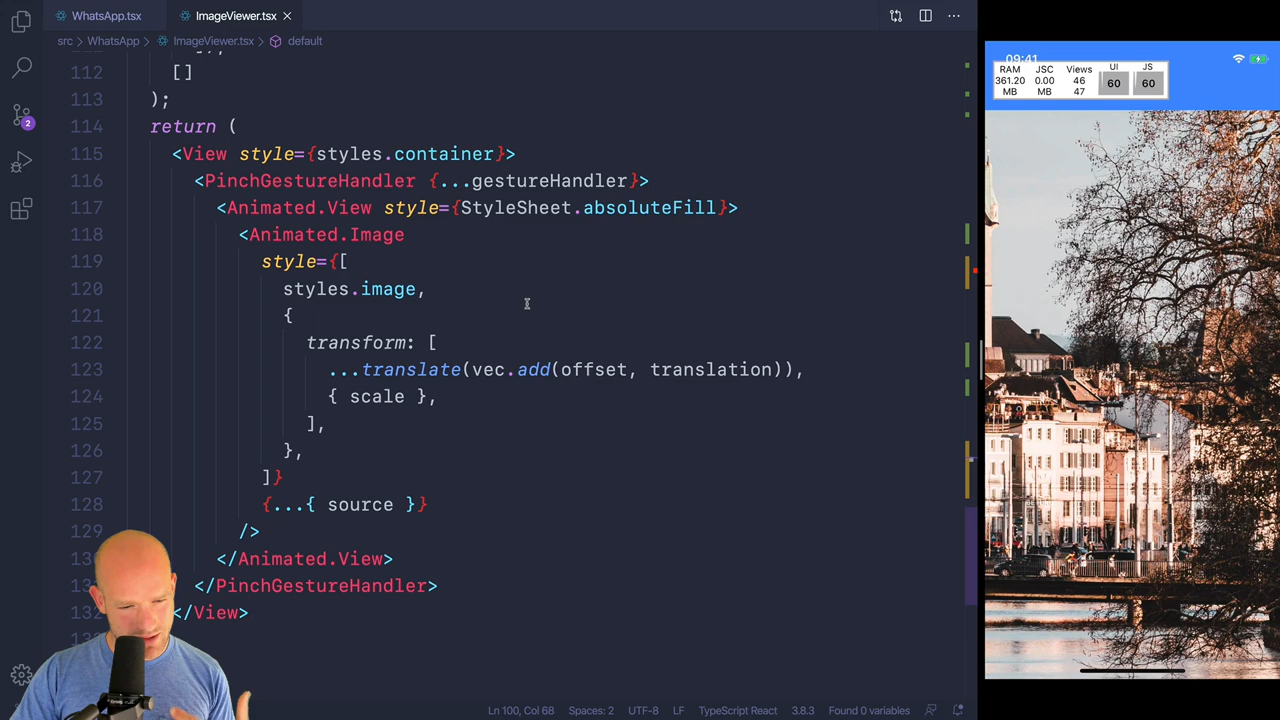 WhatsApp.tsx
ImageViewer.tsx
src > WhatsApp > ImageViewer.tsx > default
112 []
113 );
114 return (
115 <View style={styles.container}>
116 <PinchGestureHandler {...gestureHandler}>
117 <Animated.View style={StyleSheet.absoluteFill}>
118 <Animated.Image
119 style={[
120 styles.image,
121 {
122 transform: [
123 ...translate(vec.add(offset, translation)),
124 { scale },
125 ],
126 },
127 ]}
128 {...{ source }}
129 />
</Animated.View>
</PinchGestureHandler>
</View>
2
Ln 100, Col 68 Spaces: 2 UTF-8 LF TypeScript React 3.8.3 Found 0 variables
09:41
RAM 361.20 MB
JSC 0.00 MB
Views 46 47
UI 60
JS 60